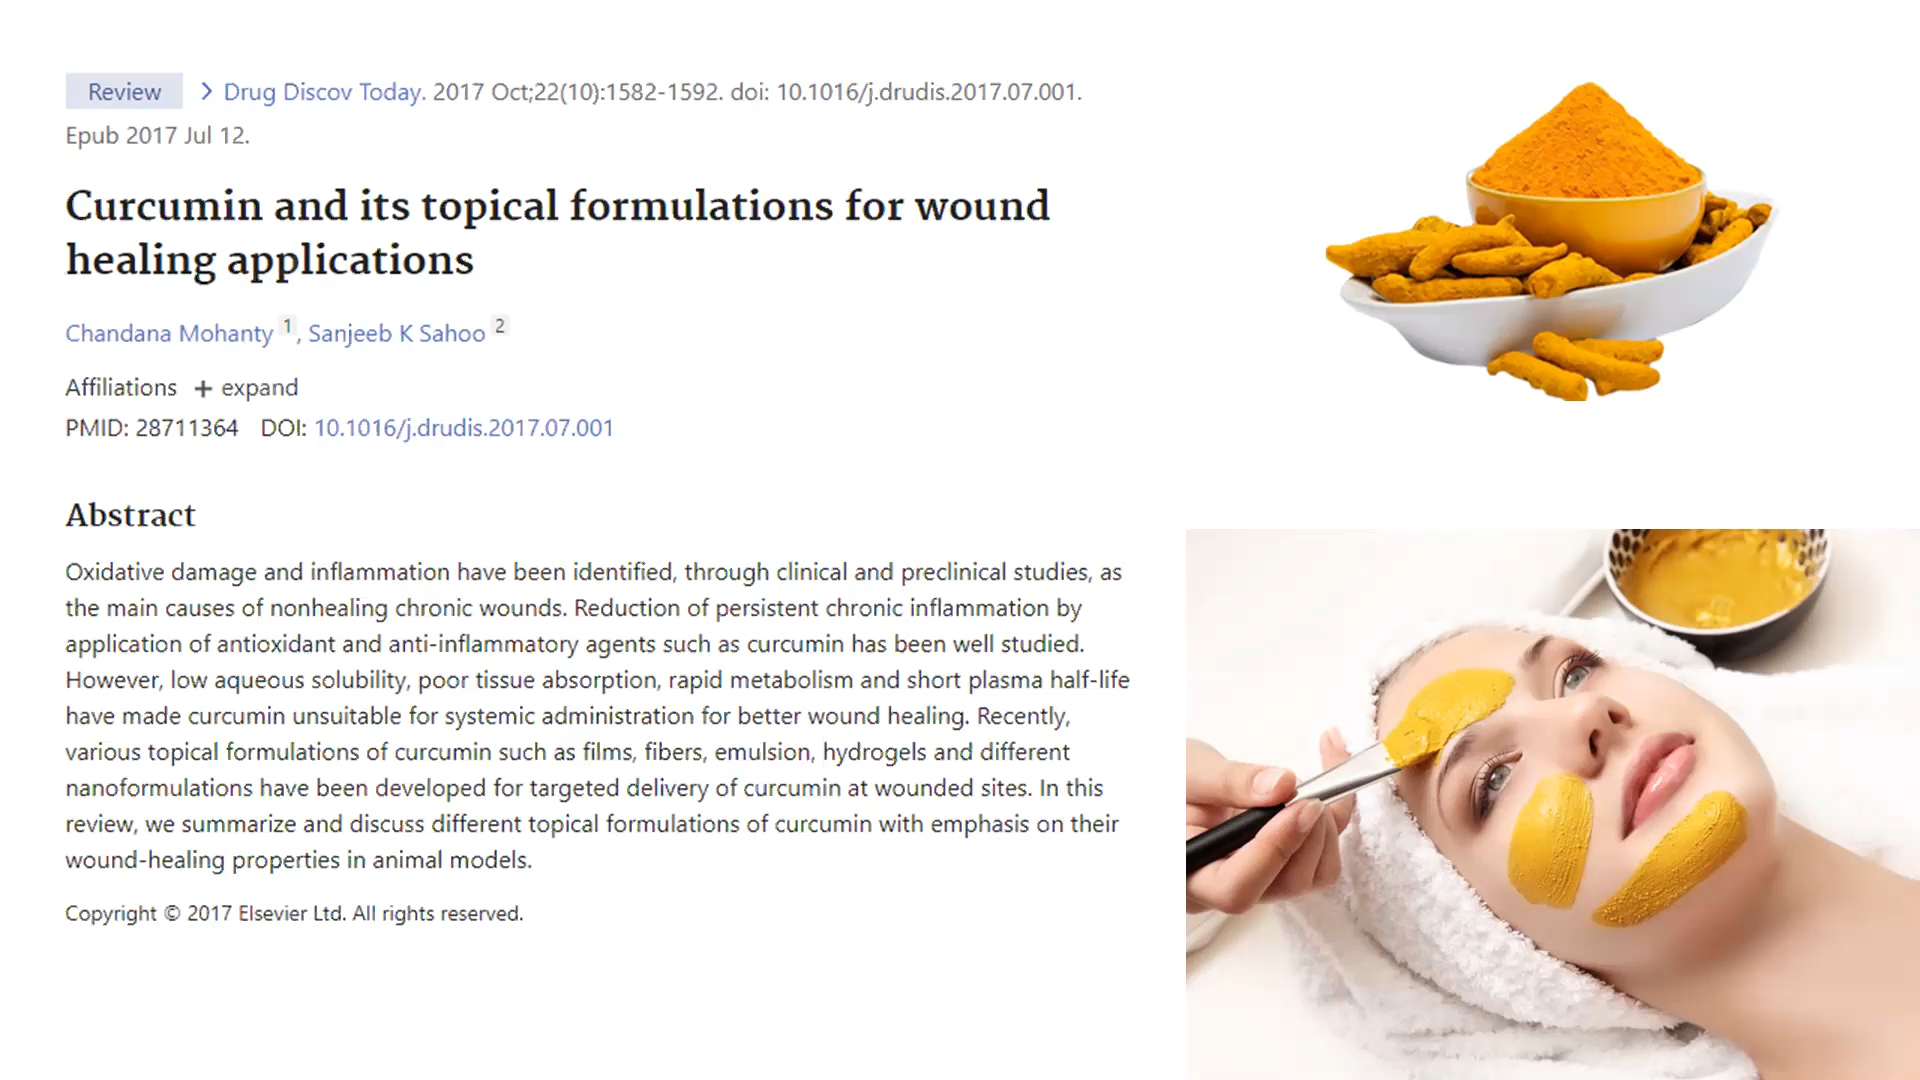 Review > Drug Discov Today. 2017 Oct;22(10):1582-1592. doi: 10.1016/j.drudis.2017.07.001.
Epub 2017 Jul 12.
Curcumin and its topical formulations for wound
healing applications
Chandana Mohanty 1, Sanjeeb K Sahoo 2
Affiliations + expand
PMID: 28711364 DOI: 10.1016/j.drudis.2017.07.001
Abstract
Oxidative damage and inflammation have been identified, through clinical and preclinical studies, as
the main causes of nonhealing chronic wounds. Reduction of persistent chronic inflammation by
application of antioxidant and anti-inflammatory agents such as curcumin has been well studied.
However, low aqueous solubility, poor tissue absorption, rapid metabolism and short plasma half-life
have made curcumin unsuitable for systemic administration for better wound healing. Recently,
various topical formulations of curcumin such as films, fibers, emulsion, hydrogels and different
nanoformulations have been developed for targeted delivery of curcumin at wounded sites. In this
review, we summarize and discuss different topical formulations of curcumin with emphasis on their
wound-healing properties in animal models.
Copyright © 2017 Elsevier Ltd. All rights reserved.